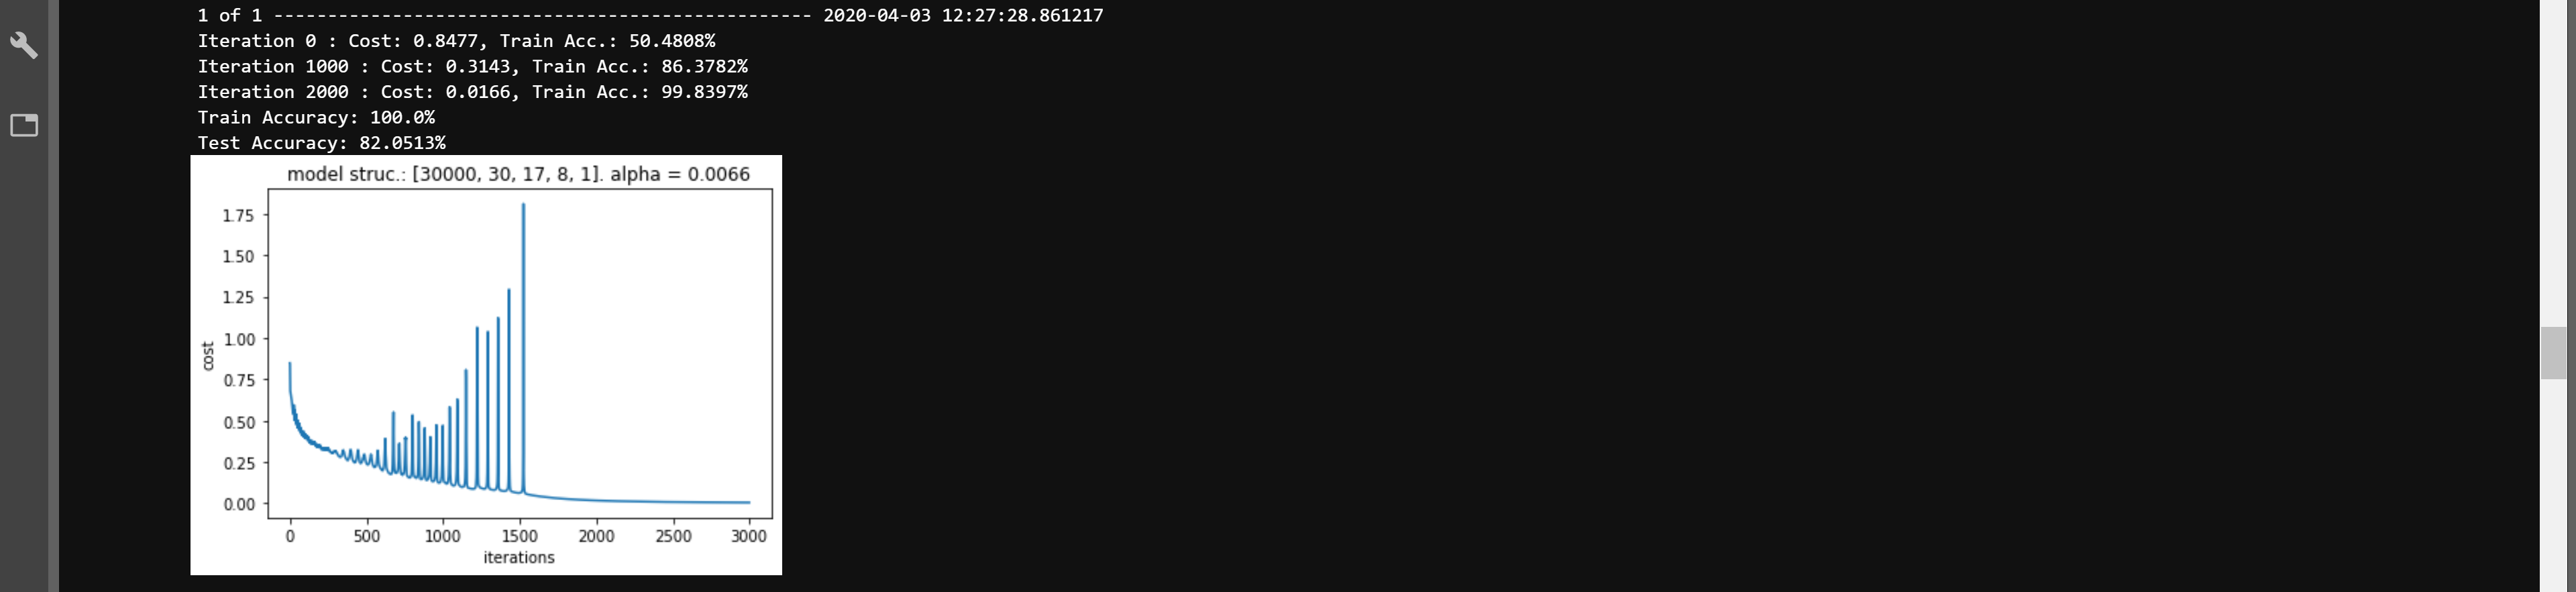 1 of 1 -------------------------------------------------- 2020-04-03 12:27:28.861217
Iteration 0 : Cost: 0.8477, Train Acc.: 50.4808%
Iteration 1000 : Cost: 0.3143, Train Acc.: 86.3782%
Iteration 2000 : Cost: 0.0166, Train Acc.: 99.8397%
Train Accuracy: 100.0%
Test Accuracy: 82.0513%
model struc.: [30000, 30, 17, 8, 1]. alpha = 0.0066
1.75
1.50
1.25
1.00
0.75
0.50
0.25
0.00
cost
0 500 1000 1500 2000 2500 3000
iterations